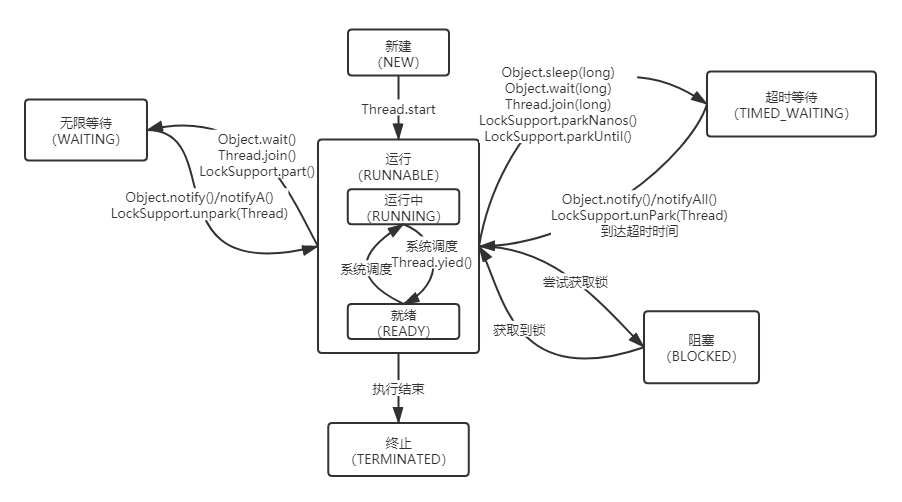 新建
（NEW）
Thread.start
无限等待
（WAITING）
Object.wait()
Thread.join()
LockSupport.part()
Object.notify()/notifyA()
LockSupport.unpark(Thread)
运行
（RUNNABLE）
运行中
（RUNNING）
系统调度
Thread.yied()
系统调度
就绪
（READY）
执行结束
终止
（TERMINATED）
Object.sleep(long)
Object.wait(long)
Thread.join(long)
LockSupport.parkNanos()
LockSupport.parkUntil()
超时等待
（TIMED_WAITING）
Object.notify()/notifyAll()
LockSupport.unPark(Thread)
到达超时时间
尝试获取锁
获取到锁
阻塞
（BLOCKED）